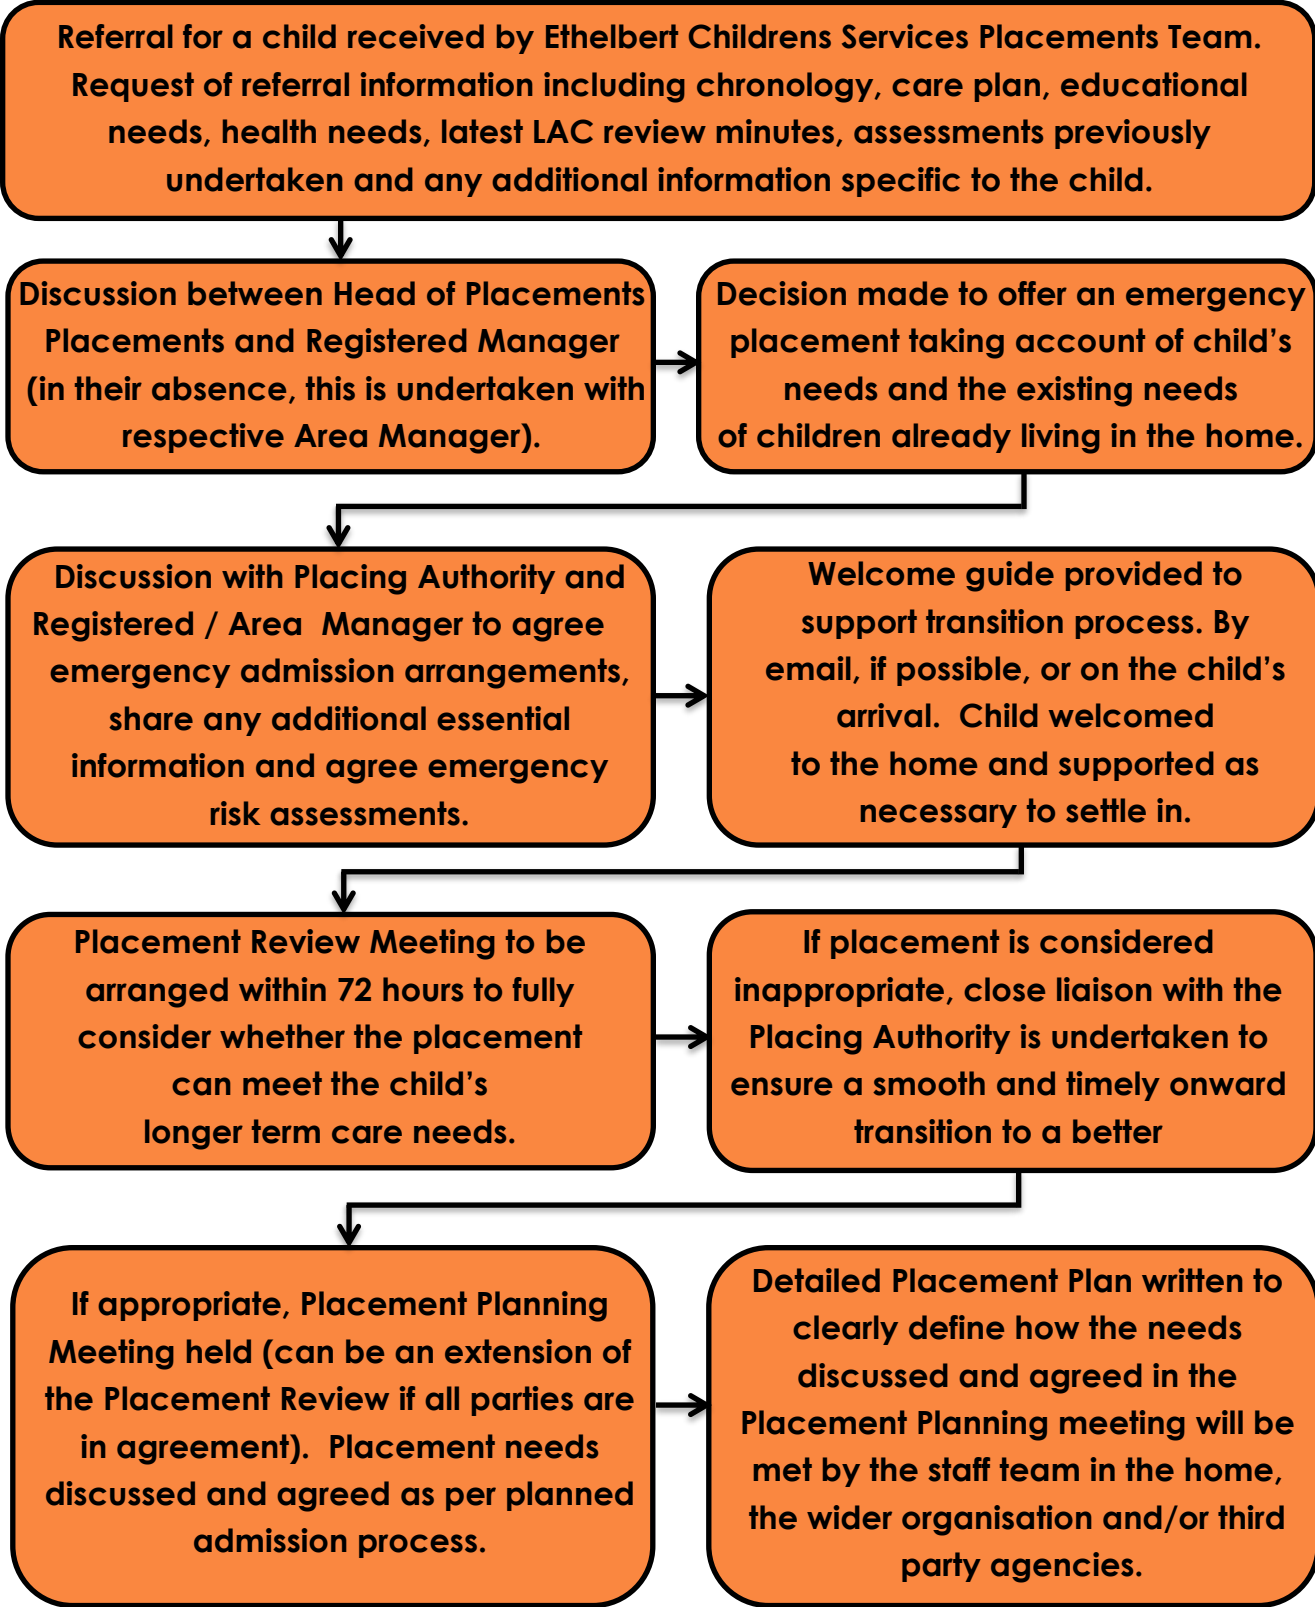 Referral for a child received by Ethelbert Childrens Services Placements Team.
Request of referral information including chronology, care plan, educational
needs, health needs, latest LAC review minutes, assessments previously
undertaken and any additional information specific to the child.
Discussion between Head of Placements
Placements and Registered Manager
(in their absence, this is undertaken with
respective Area Manager).
Decision made to offer an emergency
placement taking account of child’s
needs and the existing needs
of children already living in the home.
Discussion with Placing Authority and
Registered / Area  Manager to agree
emergency admission arrangements,
share any additional essential
information and agree emergency
risk assessments.
Welcome guide provided to
support transition process. By
email, if possible, or on the child’s
arrival.  Child welcomed
to the home and supported as
necessary to settle in.
Placement Review Meeting to be
arranged within 72 hours to fully
consider whether the placement
can meet the child’s
longer term care needs.
If placement is considered
inappropriate, close liaison with the
Placing Authority is undertaken to
ensure a smooth and timely onward
transition to a better
If appropriate, Placement Planning
Meeting held (can be an extension of
the Placement Review if all parties are
in agreement).  Placement needs
discussed and agreed as per planned
admission process.
Detailed Placement Plan written to
clearly define how the needs
discussed and agreed in the
Placement Planning meeting will be
met by the staff team in the home,
the wider organisation and/or third
party agencies.